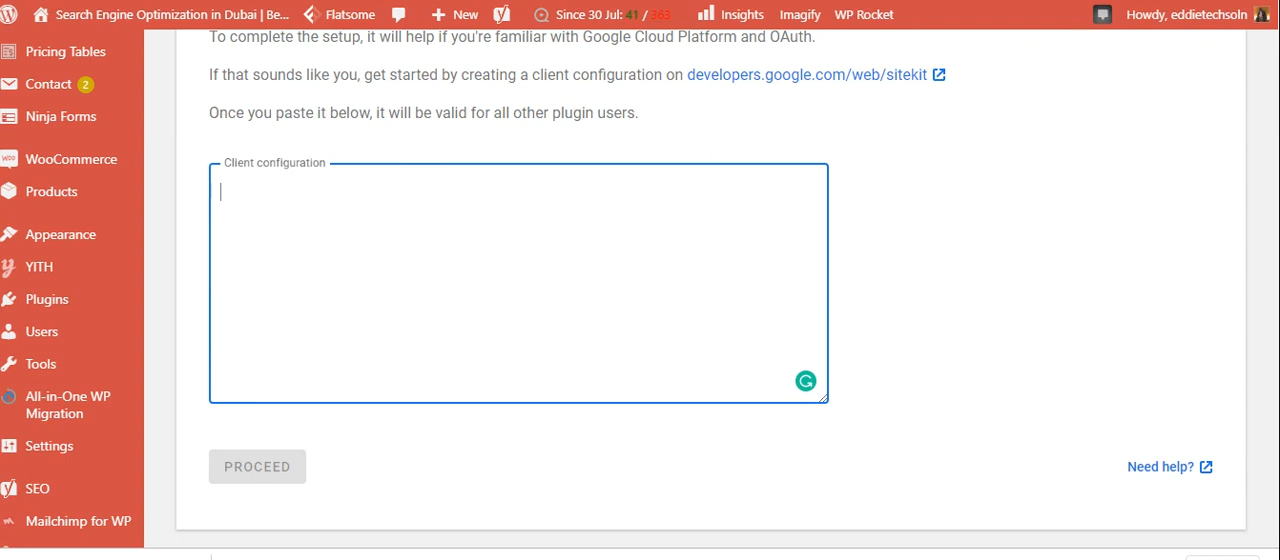 Search Engine Optimization in Dubai | Be...
Flatsome
New
Since 30 Jul: 41 / 363
Insights
Imagify
WP Rocket
Howdy, eddietechsoln
Pricing Tables
Contact 2
Ninja Forms
WooCommerce
Products
Appearance
YITH
Plugins
Users
Tools
All-in-One WP
Migration
Settings
SEO
Mailchimp for WP
To complete the setup, it will help if you're familiar with Google Cloud Platform and OAuth.
If that sounds like you, get started by creating a client configuration on developers.google.com/web/sitekit
Once you paste it below, it will be valid for all other plugin users.
Client configuration
PROCEED
Need help?